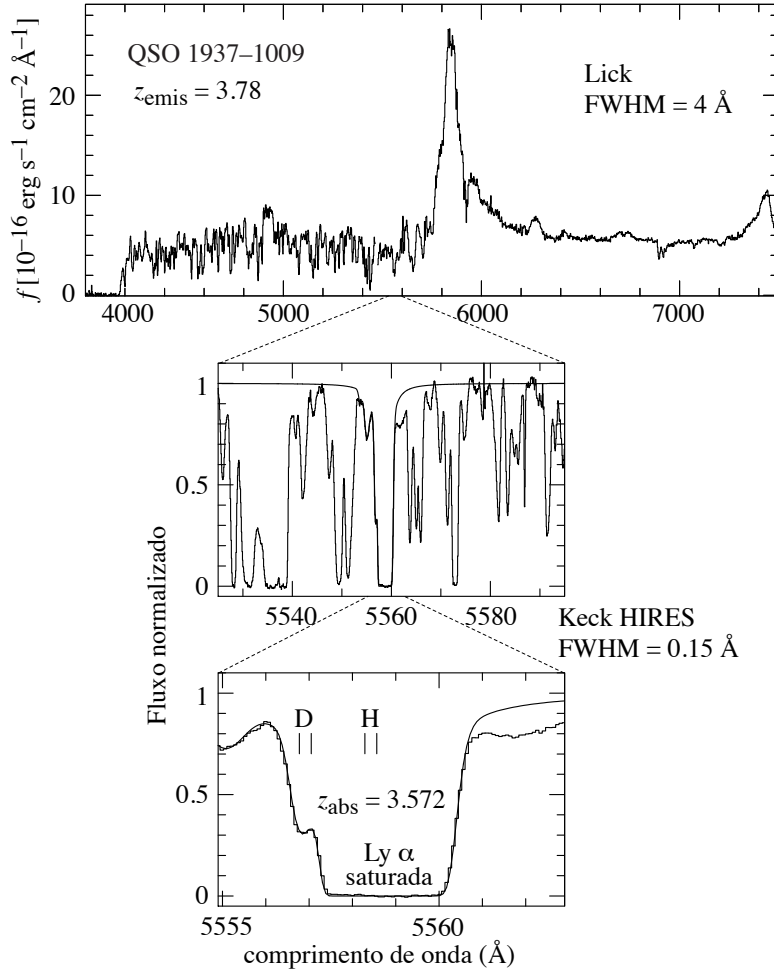 f [10⁻¹⁶ erg s⁻¹ cm⁻² Å⁻¹]
20
10
0
QSO 1937–1009
z_emis = 3.78
Lick
FWHM = 4 Å
4000
5000
6000
7000
Fluxo normalizado
1
0.5
0
5540
5560
5580
Keck HIRES
FWHM = 0.15 Å
1
0.5
0
D
H
z_abs = 3.572
Ly α
saturada
5555
5560
comprimento de onda (Å)